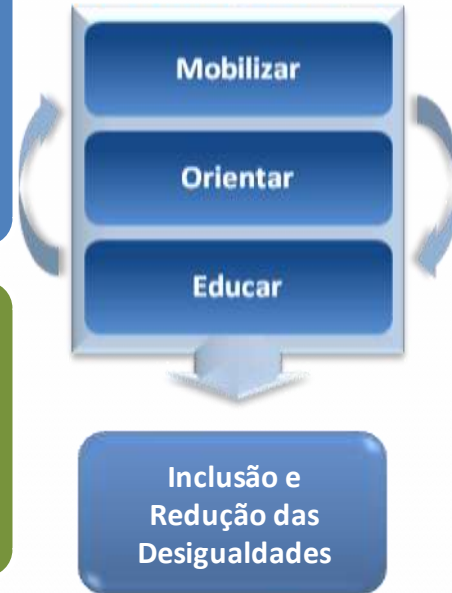 Mobilizar
Orientar
Educar
Inclusão e
Redução das
Desigualdades